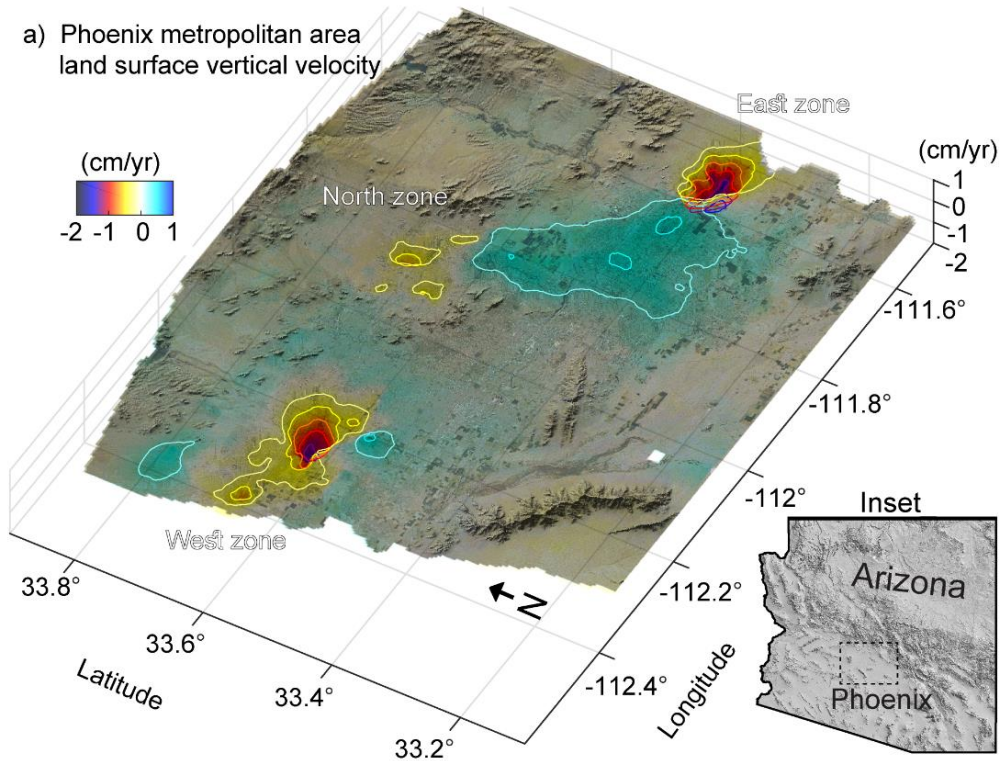 a) Phoenix metropolitan area
land surface vertical velocity
East zone
(cm/yr)
(cm/yr)
1
0
-1
-2
North zone
-2 -1 0 1
-111.6°
-111.8°
-112°
-112.2°
-112.4°
West zone
33.8°
33.6°
33.4°
33.2°
N
Latitude
Longitude
Inset
Arizona
Phoenix